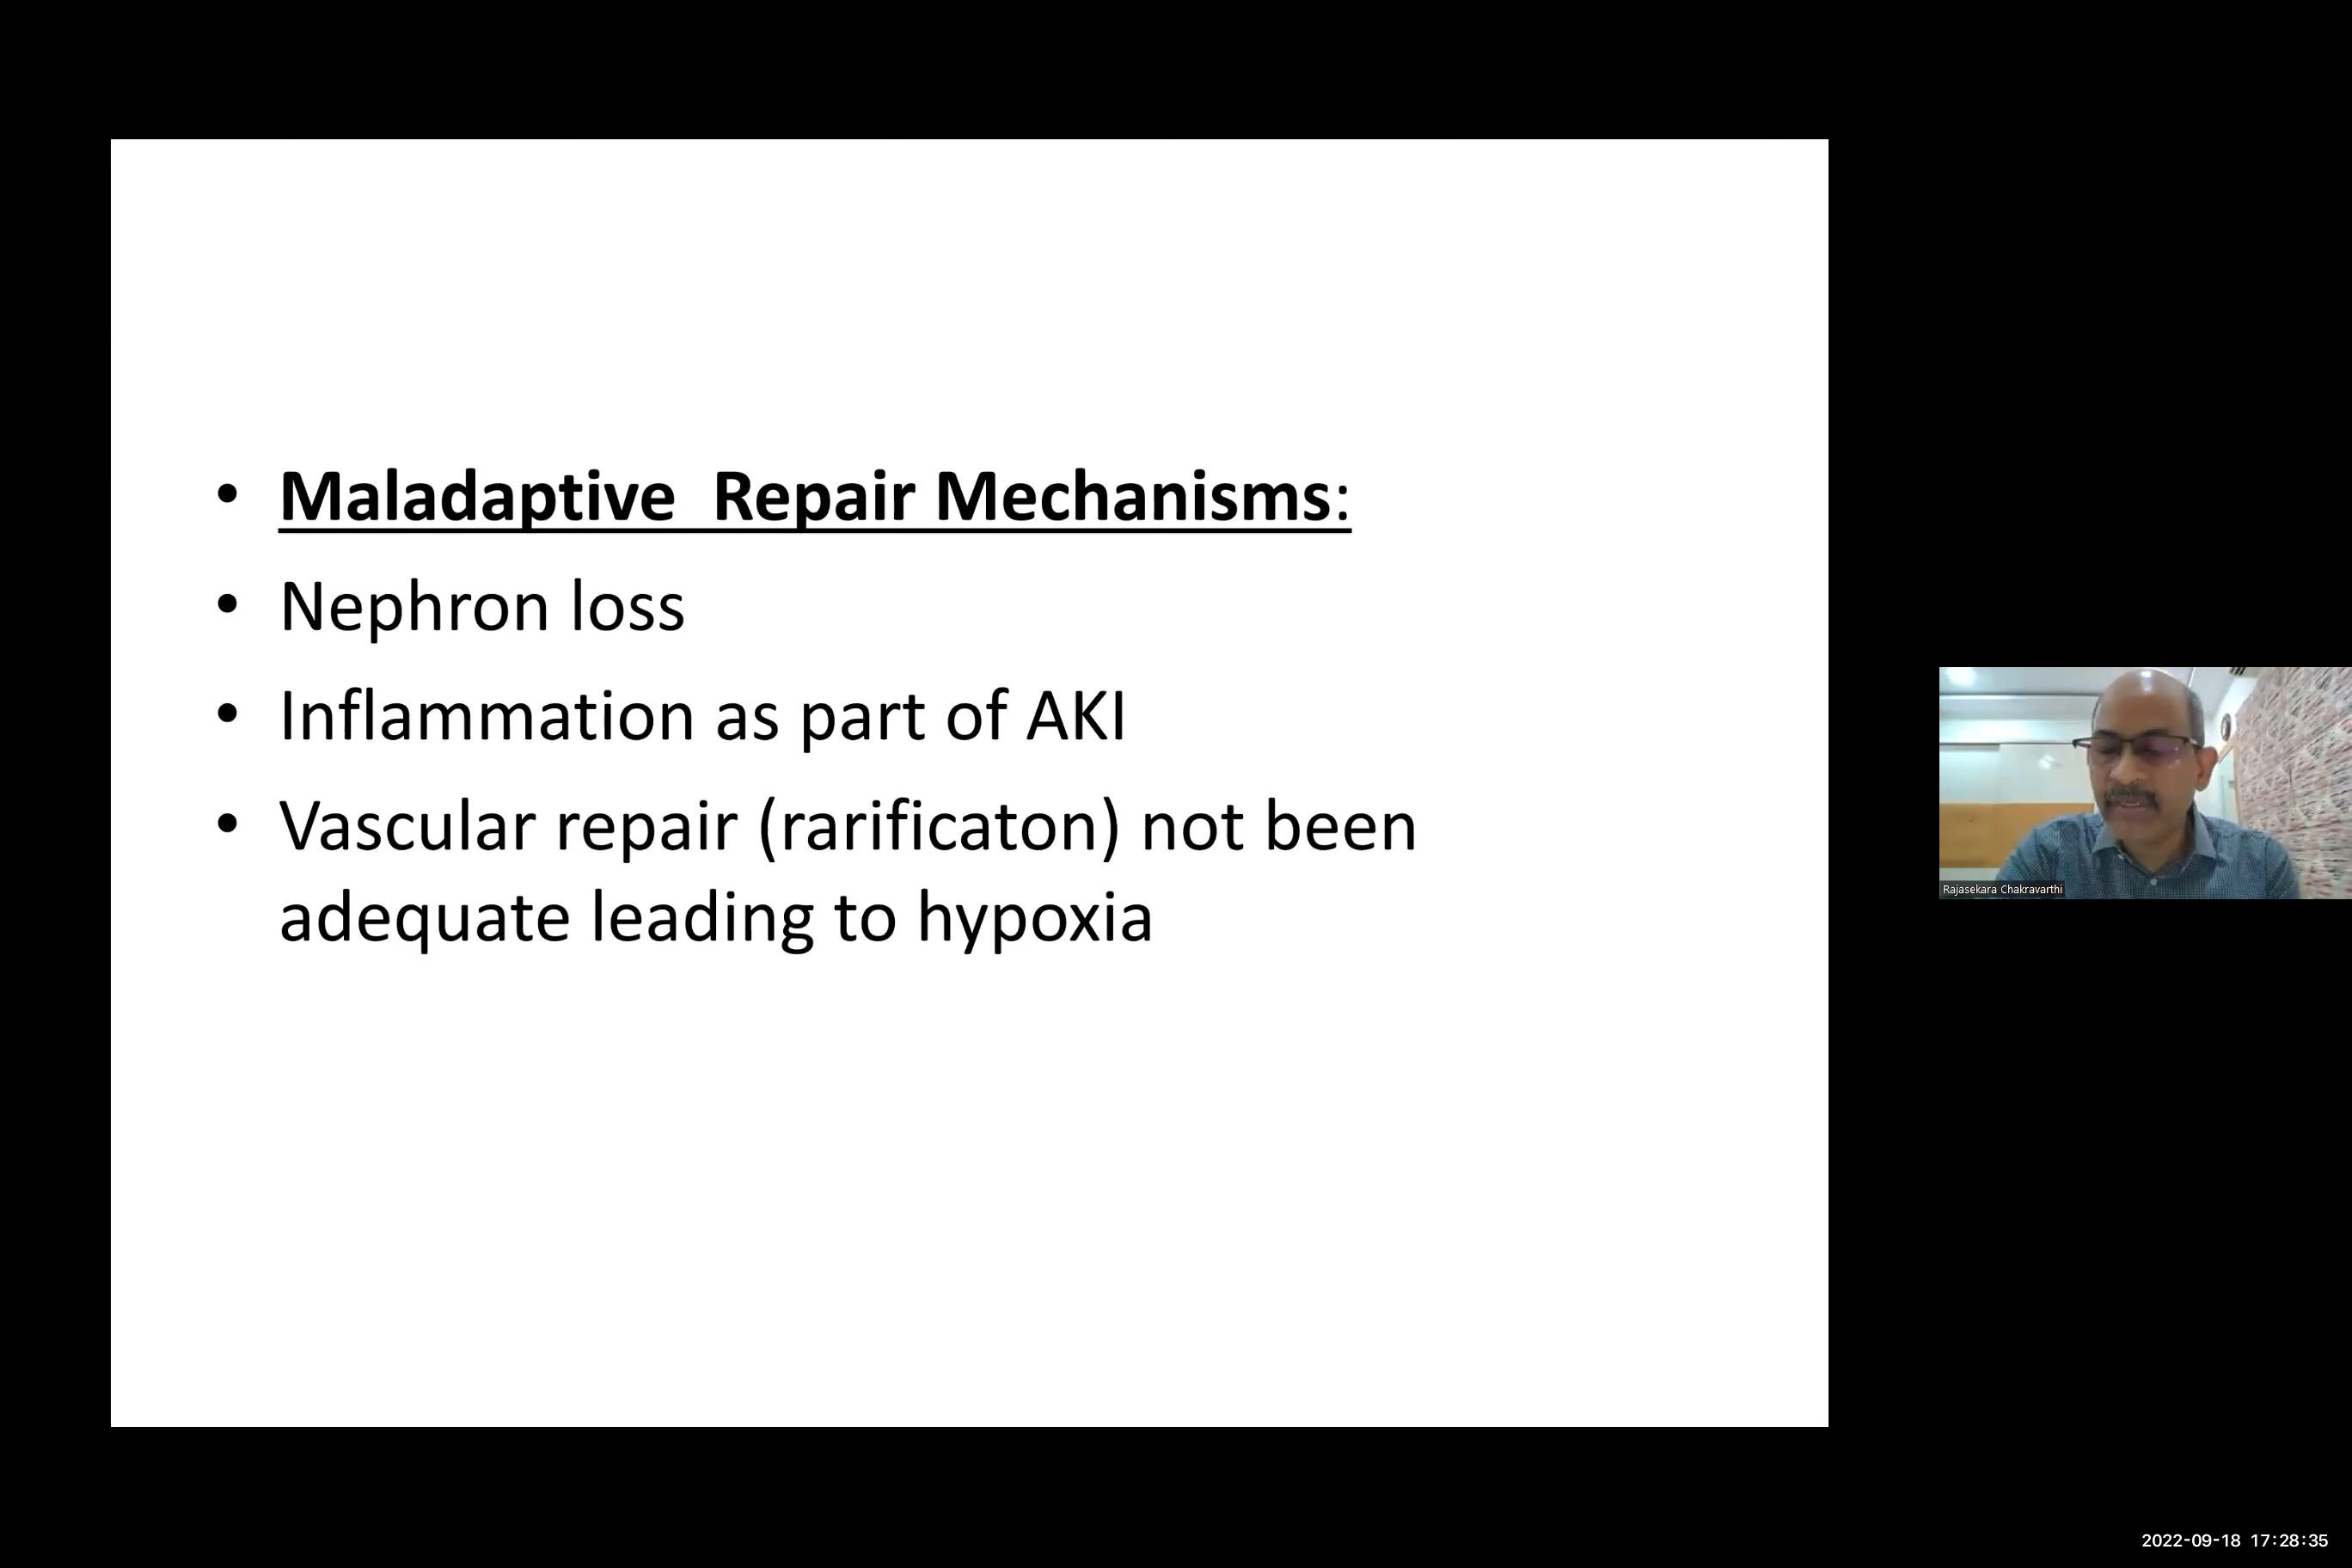 • Maladaptive  Repair Mechanisms:
• Nephron loss
• Inflammation as part of AKI
• Vascular repair (rarificaton) not been
adequate leading to hypoxia
Rajasekara Chakravarthi
2022-09-18 17:28:35